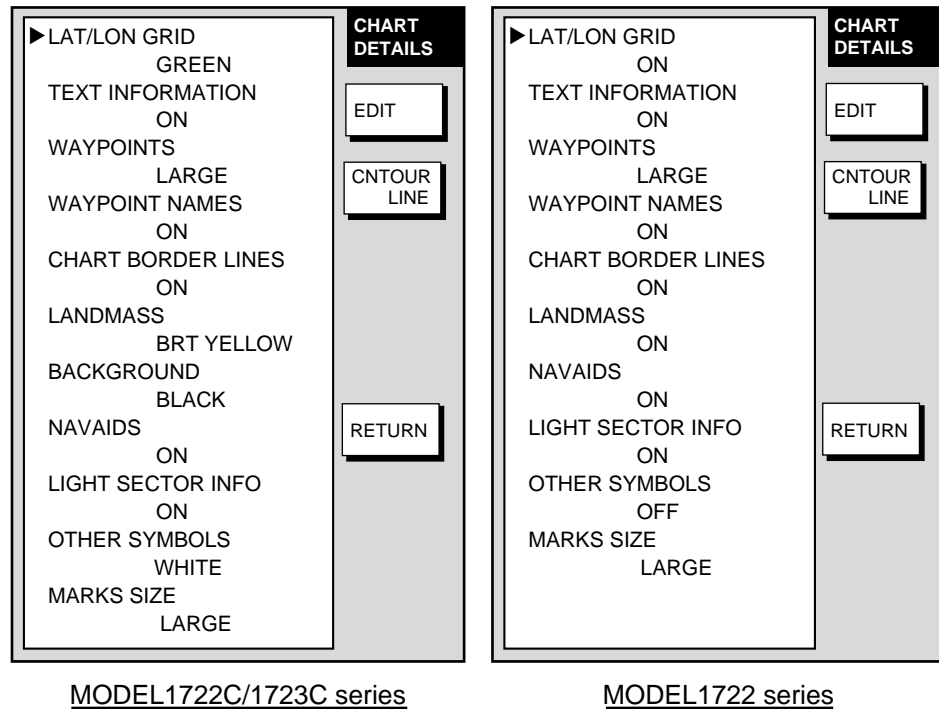 ▶LAT/LON GRID
GREEN
TEXT INFORMATION
ON
WAYPOINTS
LARGE
WAYPOINT NAMES
ON
CHART BORDER LINES
ON
LANDMASS
BRT YELLOW
BACKGROUND
BLACK
NAVAIDS
ON
LIGHT SECTOR INFO
ON
OTHER SYMBOLS
WHITE
MARKS SIZE
LARGE
CHART
DETAILS
EDIT
CNTOUR
LINE
RETURN
MODEL1722C/1723C series
▶LAT/LON GRID
ON
TEXT INFORMATION
ON
WAYPOINTS
LARGE
WAYPOINT NAMES
ON
CHART BORDER LINES
ON
LANDMASS
ON
NAVAIDS
ON
LIGHT SECTOR INFO
ON
OTHER SYMBOLS
OFF
MARKS SIZE
LARGE
CHART
DETAILS
EDIT
CNTOUR
LINE
RETURN
MODEL1722 series